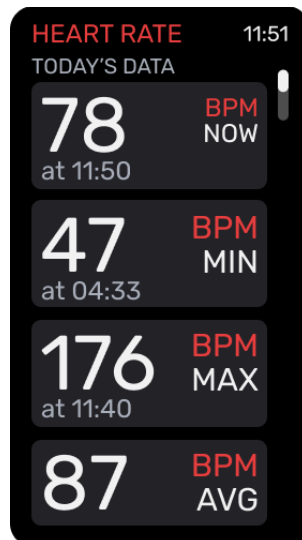 HEART RATE 11:51
TODAY'S DATA
78 BPM
NOW
at 11:50
47 BPM
MIN
at 04:33
176 BPM
MAX
at 11:40
87 BPM
AVG